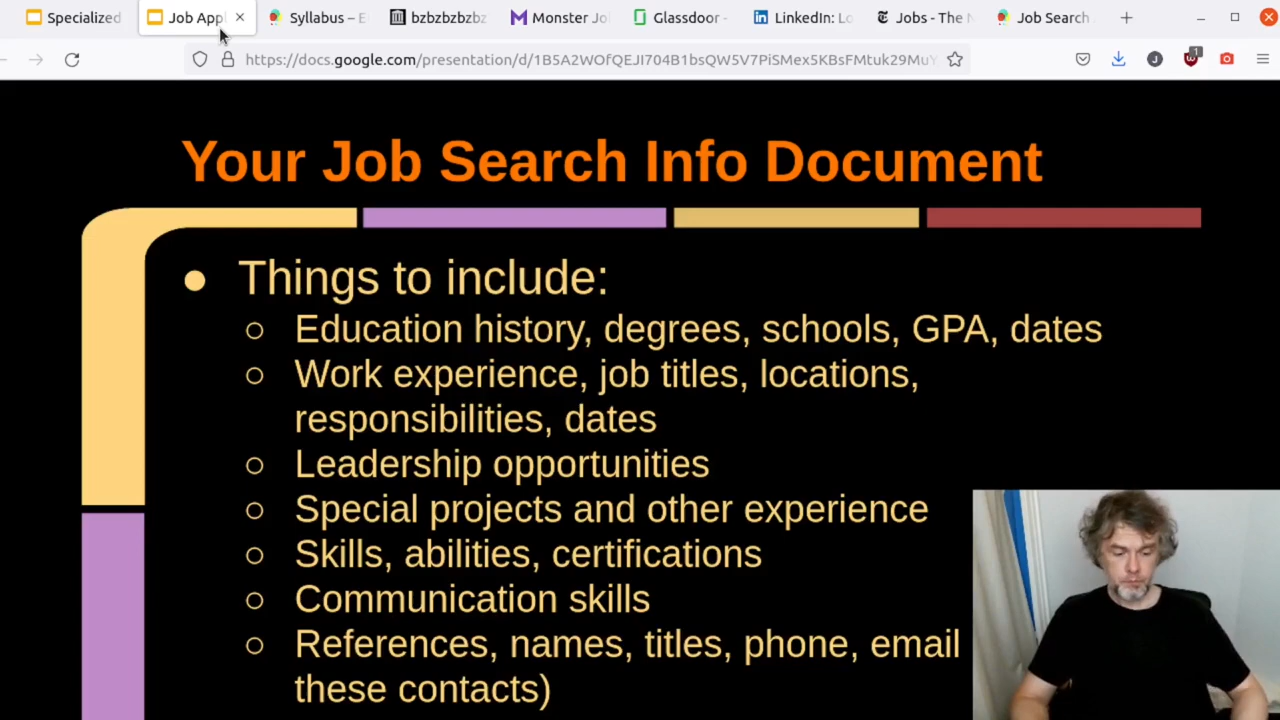 Specialized
Job Appl
Syllabus – E
bzbzbzbzbz
Monster Jo
Glassdoor -
LinkedIn: Lo
Jobs - The N
Job Search
https://docs.google.com/presentation/d/1B5A2WOfQEJI704B1bsQW5V7PiSMex5KBsFMtuk29MuY
1
J
Your Job Search Info Document
Things to include:
Education history, degrees, schools, GPA, dates
Work experience, job titles, locations,
responsibilities, dates
Leadership opportunities
Special projects and other experience
Skills, abilities, certifications
Communication skills
References, names, titles, phone, email
these contacts)